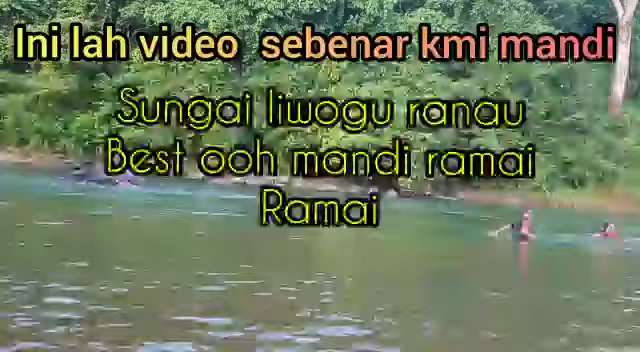 Ini lah video sebenar kmi mandi
Sungai liwogu ranau
Best ooh mandi ramai
Ramai